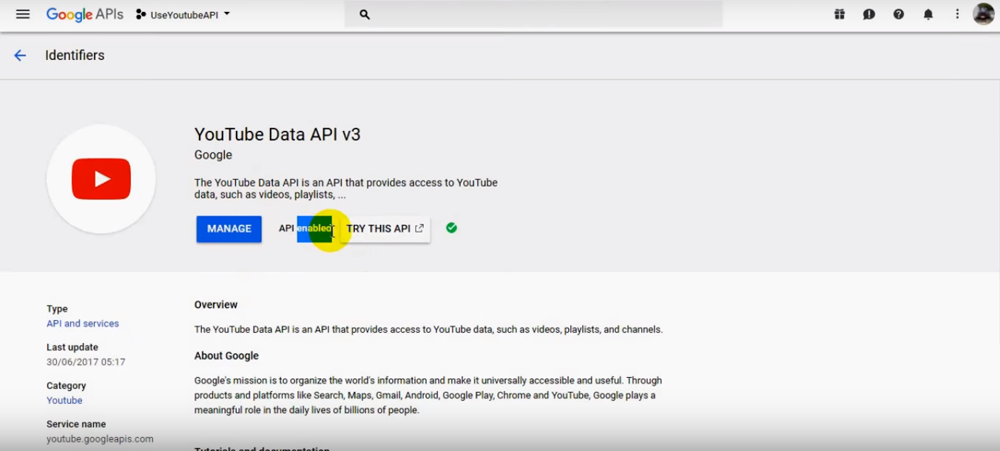 Google APIs UseYoutubeAPI
Identifiers
YouTube Data API v3
Google
The YouTube Data API is an API that provides access to YouTube
data, such as videos, playlists, ...
MANAGE API enabled TRY THIS API
Type
API and services
Last update
30/06/2017 05:17
Category
Youtube
Service name
youtube.googleapis.com
Overview
The YouTube Data API is an API that provides access to YouTube data, such as videos, playlists, and channels.
About Google
Google's mission is to organize the world's information and make it universally accessible and useful. Through
products and platforms like Search, Maps, Gmail, Android, Google Play, Chrome and YouTube, Google plays a
meaningful role in the daily lives of billions of people.
Tutorials and documentation